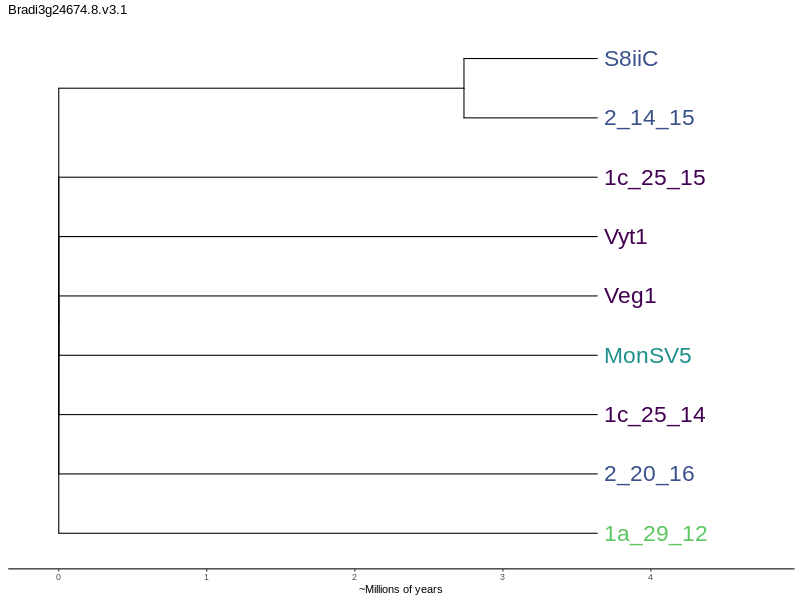 Bradi3g24674.8.v3.1
S8iiC
2_14_15
1c_25_15
Vyt1
Veg1
MonSV5
1c_25_14
2_20_16
1a_29_12
0 1 2 3 4
~Millions of years